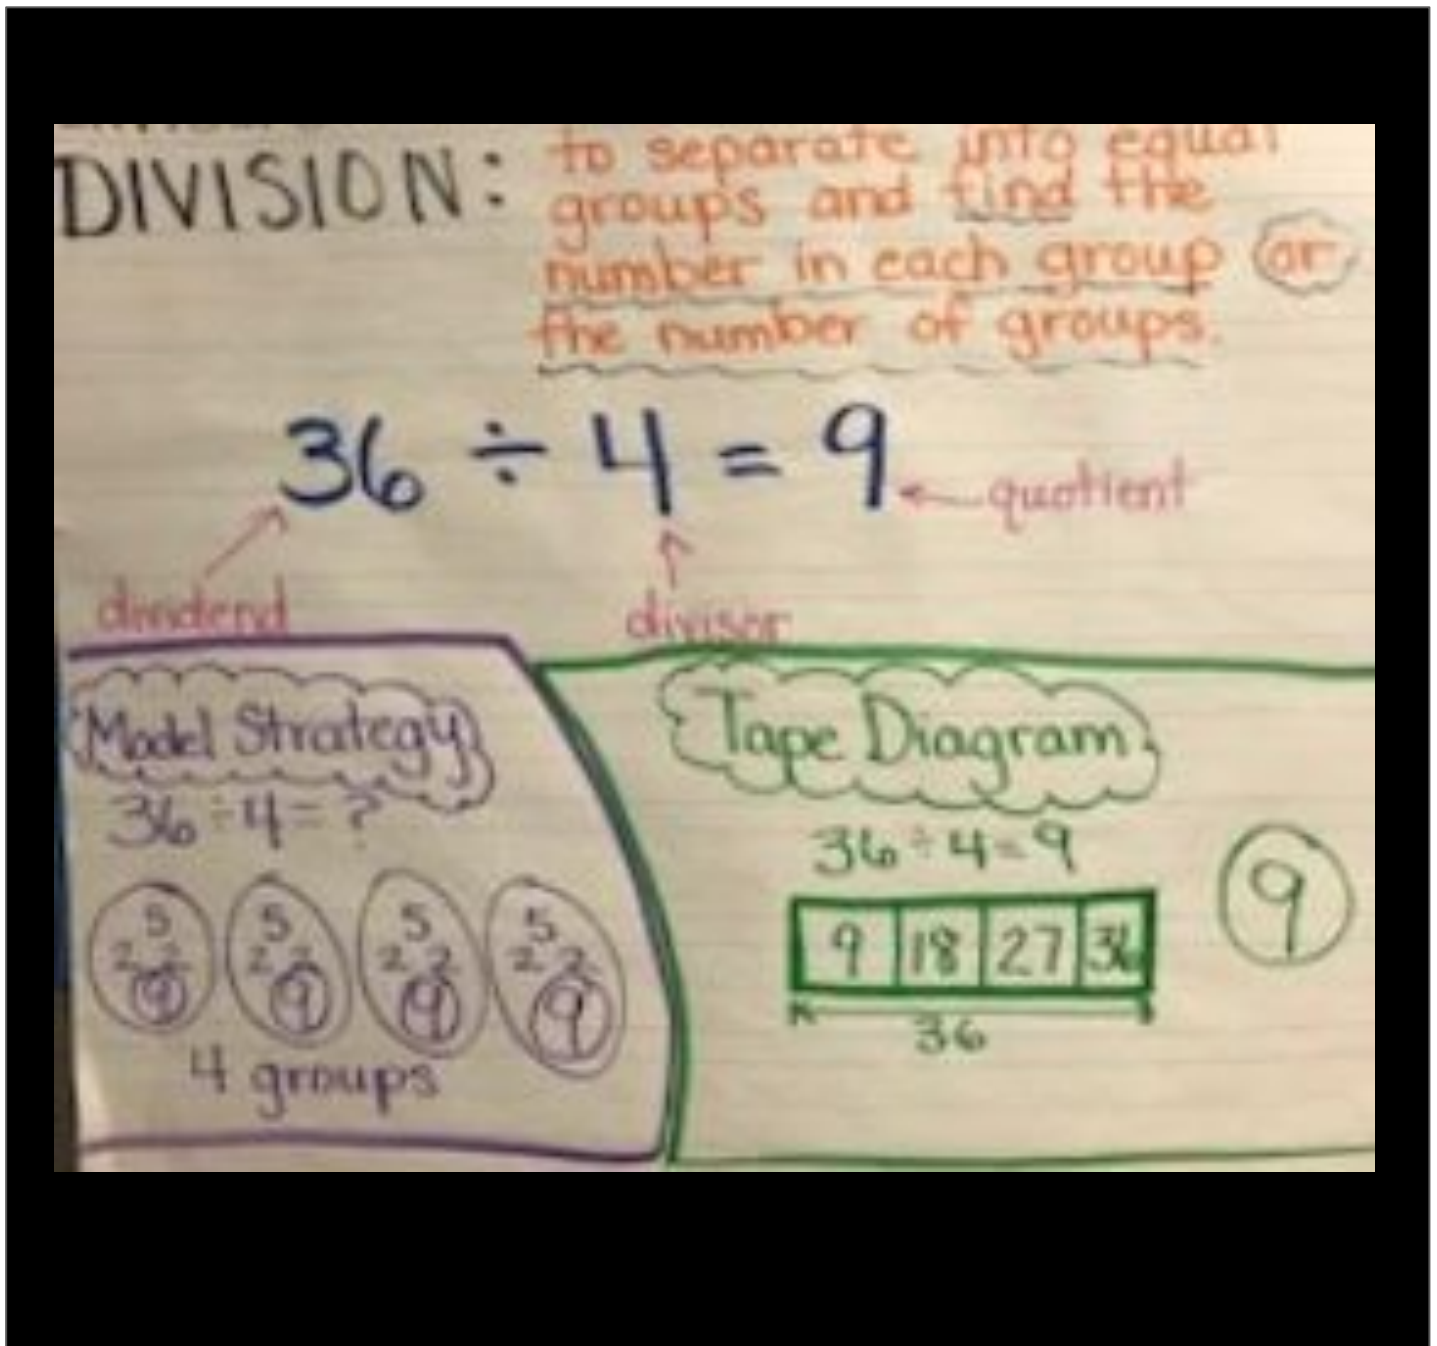 DIVISION:
to separate into equal
groups and find the
number in each group or
the number of groups.
36 ÷ 4 = 9
quotient
dividend
divisor
Model Strategy
36 ÷ 4 = ?
5 5 5 5
2 2 2 2 2 2 2 2
9 9 9 9
4 groups
Tape Diagram
36 ÷ 4 = 9
9 18 27 36
36
9